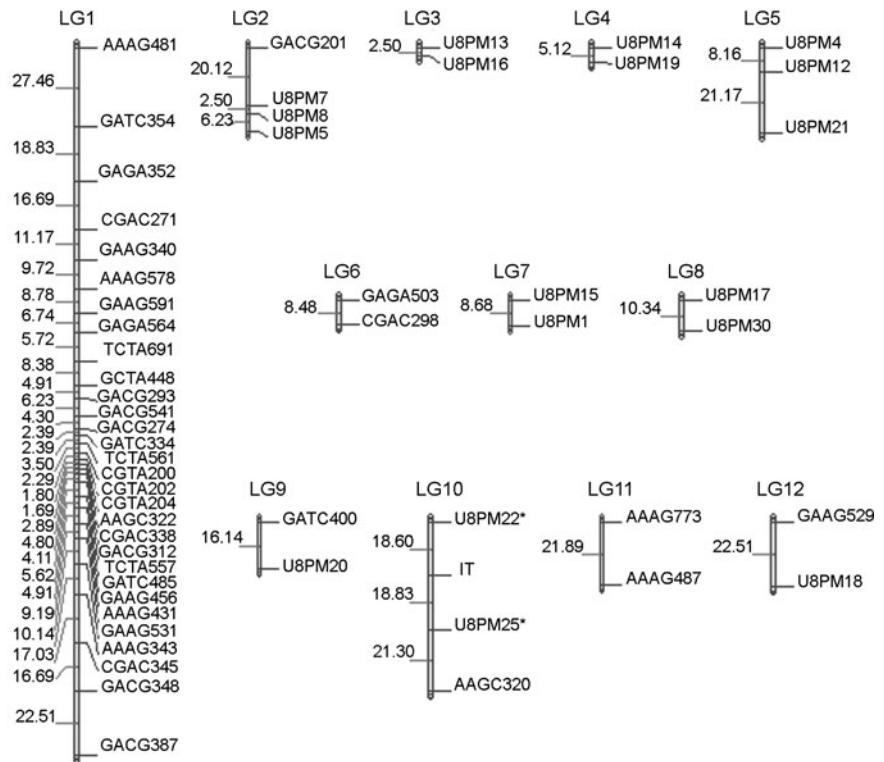 LG1
AAAG481
27.46
GATC354
18.83
GAGA352
16.69
CGAC271
11.17
GAAG340
9.72
AAAG578
8.78
GAAG591
6.74
GAGA564
5.72
TCTA691
8.38
GCTA448
4.91
GACG293
6.23
GACG541
4.30
GACG274
2.39
GATC334
2.39
TCTA561
3.50
CGTA200
2.29
CGTA202
1.80
CGTA204
1.69
AAGC322
2.89
CGAC338
4.80
GACG312
4.11
TCTA557
5.62
GATC485
4.91
GAAG456
9.19
AAAG431
10.14
GAAG531
17.03
AAAG343
16.69
CGAC345
GACG348
22.51
GACG387
LG2
GACG201
20.12
U8PM7
2.50
U8PM8
6.23
U8PM5
LG3
U8PM13
2.50
U8PM16
LG4
U8PM14
5.12
U8PM19
LG5
U8PM4
8.16
U8PM12
21.17
U8PM21
LG6
GAGA503
8.48
CGAC298
LG7
U8PM15
8.68
U8PM1
LG8
U8PM17
10.34
U8PM30
LG9
GATC400
16.14
U8PM20
LG10
U8PM22*
18.60
IT
18.83
U8PM25*
21.30
AAGC320
LG11
AAAG773
21.89
AAAG487
LG12
GAAG529
22.51
U8PM18